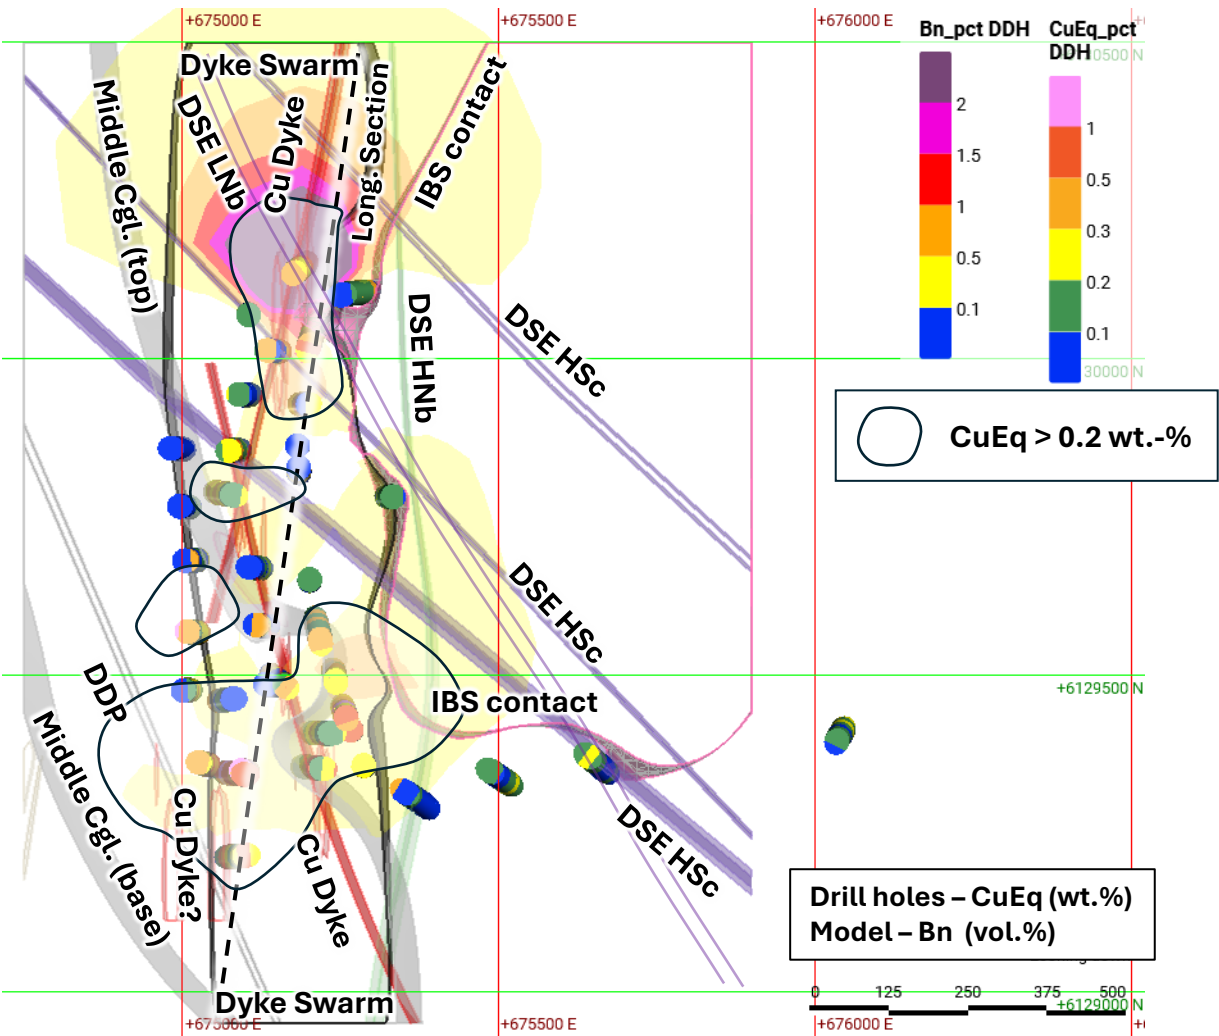 +675000 E
+675500 E
+676000 E
Bn_pct DDH
CuEq_pct
DDH
0500 N
2
1.5
1
0.5
0.1
1
0.5
0.3
0.2
0.1
30000 N
Dyke Swarm
Middle Cgl. (top)
DSE LNb
Cu Dyke
Long. Section
IBS contact
DSE HNb
DSE HSc
CuEq > 0.2 wt.-%
DSE HSc
IBS contact
+6129500 N
DDP
Middle Cgl. (base)
Cu Dyke?
Cu Dyke
DSE HSc
Drill holes – CuEq (wt.%)
Model – Bn (vol.%)
0
125
250
375
500
+6129000 N
Dyke Swarm
+675000 E
+675500 E
+676000 E